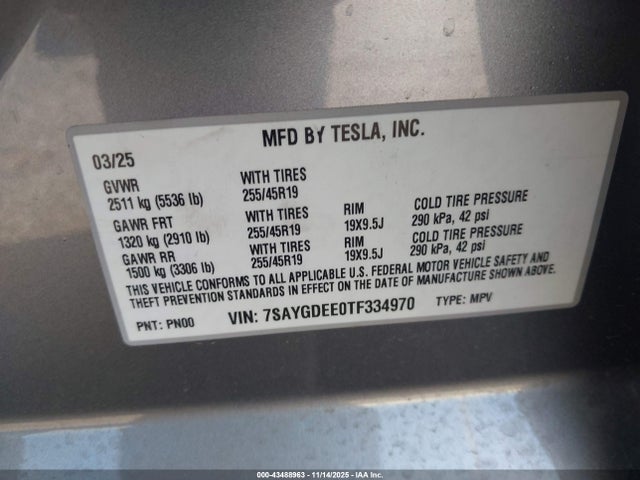 MFD BY TESLA, INC.
03/25
GVWR WITH TIRES
2511 kg (5536 lb) 255/45R19
GAWR FRT WITH TIRES RIM COLD TIRE PRESSURE
1320 kg (2910 lb) 255/45R19 19X9.5J 290 kPa, 42 psi
GAWR RR WITH TIRES RIM COLD TIRE PRESSURE
1500 kg (3306 lb) 255/45R19 19X9.5J 290 kPa, 42 psi
THIS VEHICLE CONFORMS TO ALL APPLICABLE U.S. FEDERAL MOTOR VEHICLE SAFETY AND
THEFT PREVENTION STANDARDS IN EFFECT ON THE DATE OF MANUFACTURE SHOWN ABOVE.
PNT: PN00 VIN: 7SAYGDEE0TF334970 TYPE: MPV
000-43488963 - 11/14/2025 - IAA Inc.